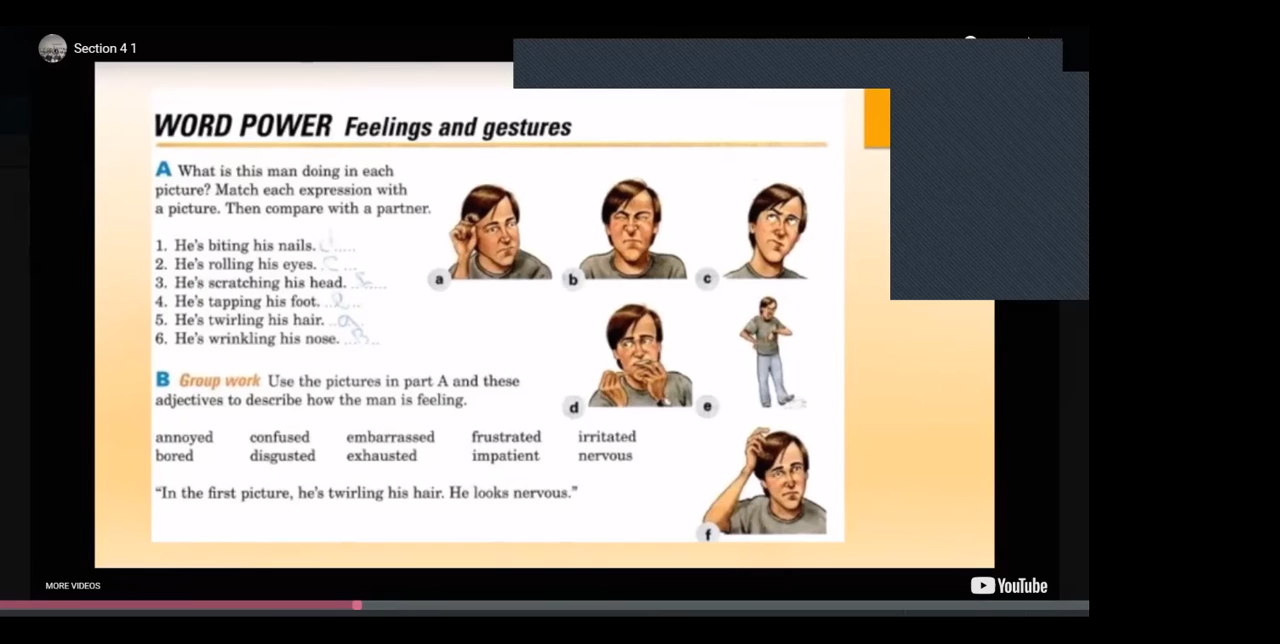 Section 4 1
WORD POWER Feelings and gestures
A What is this man doing in each
picture? Match each expression with
a picture. Then compare with a partner.
1. He's biting his nails.
2. He's rolling his eyes.
3. He's scratching his head.
4. He's tapping his foot.
5. He's twirling his hair.
6. He's wrinkling his nose.
a
b
c
d
e
f
B Group work Use the pictures in part A and these
adjectives to describe how the man is feeling.
annoyed confused embarrassed frustrated irritated
bored disgusted exhausted impatient nervous
"In the first picture, he's twirling his hair. He looks nervous."
MORE VIDEOS
YouTube